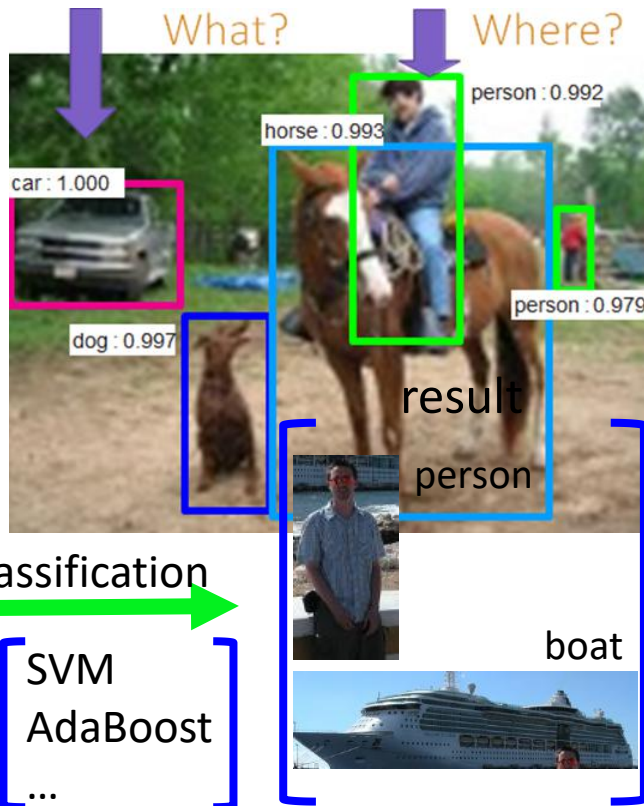 What?
Where?
person : 0.992
horse : 0.993
car : 1.000
person : 0.979
dog : 0.997
result
person
assification
boat
SVM
AdaBoost
...